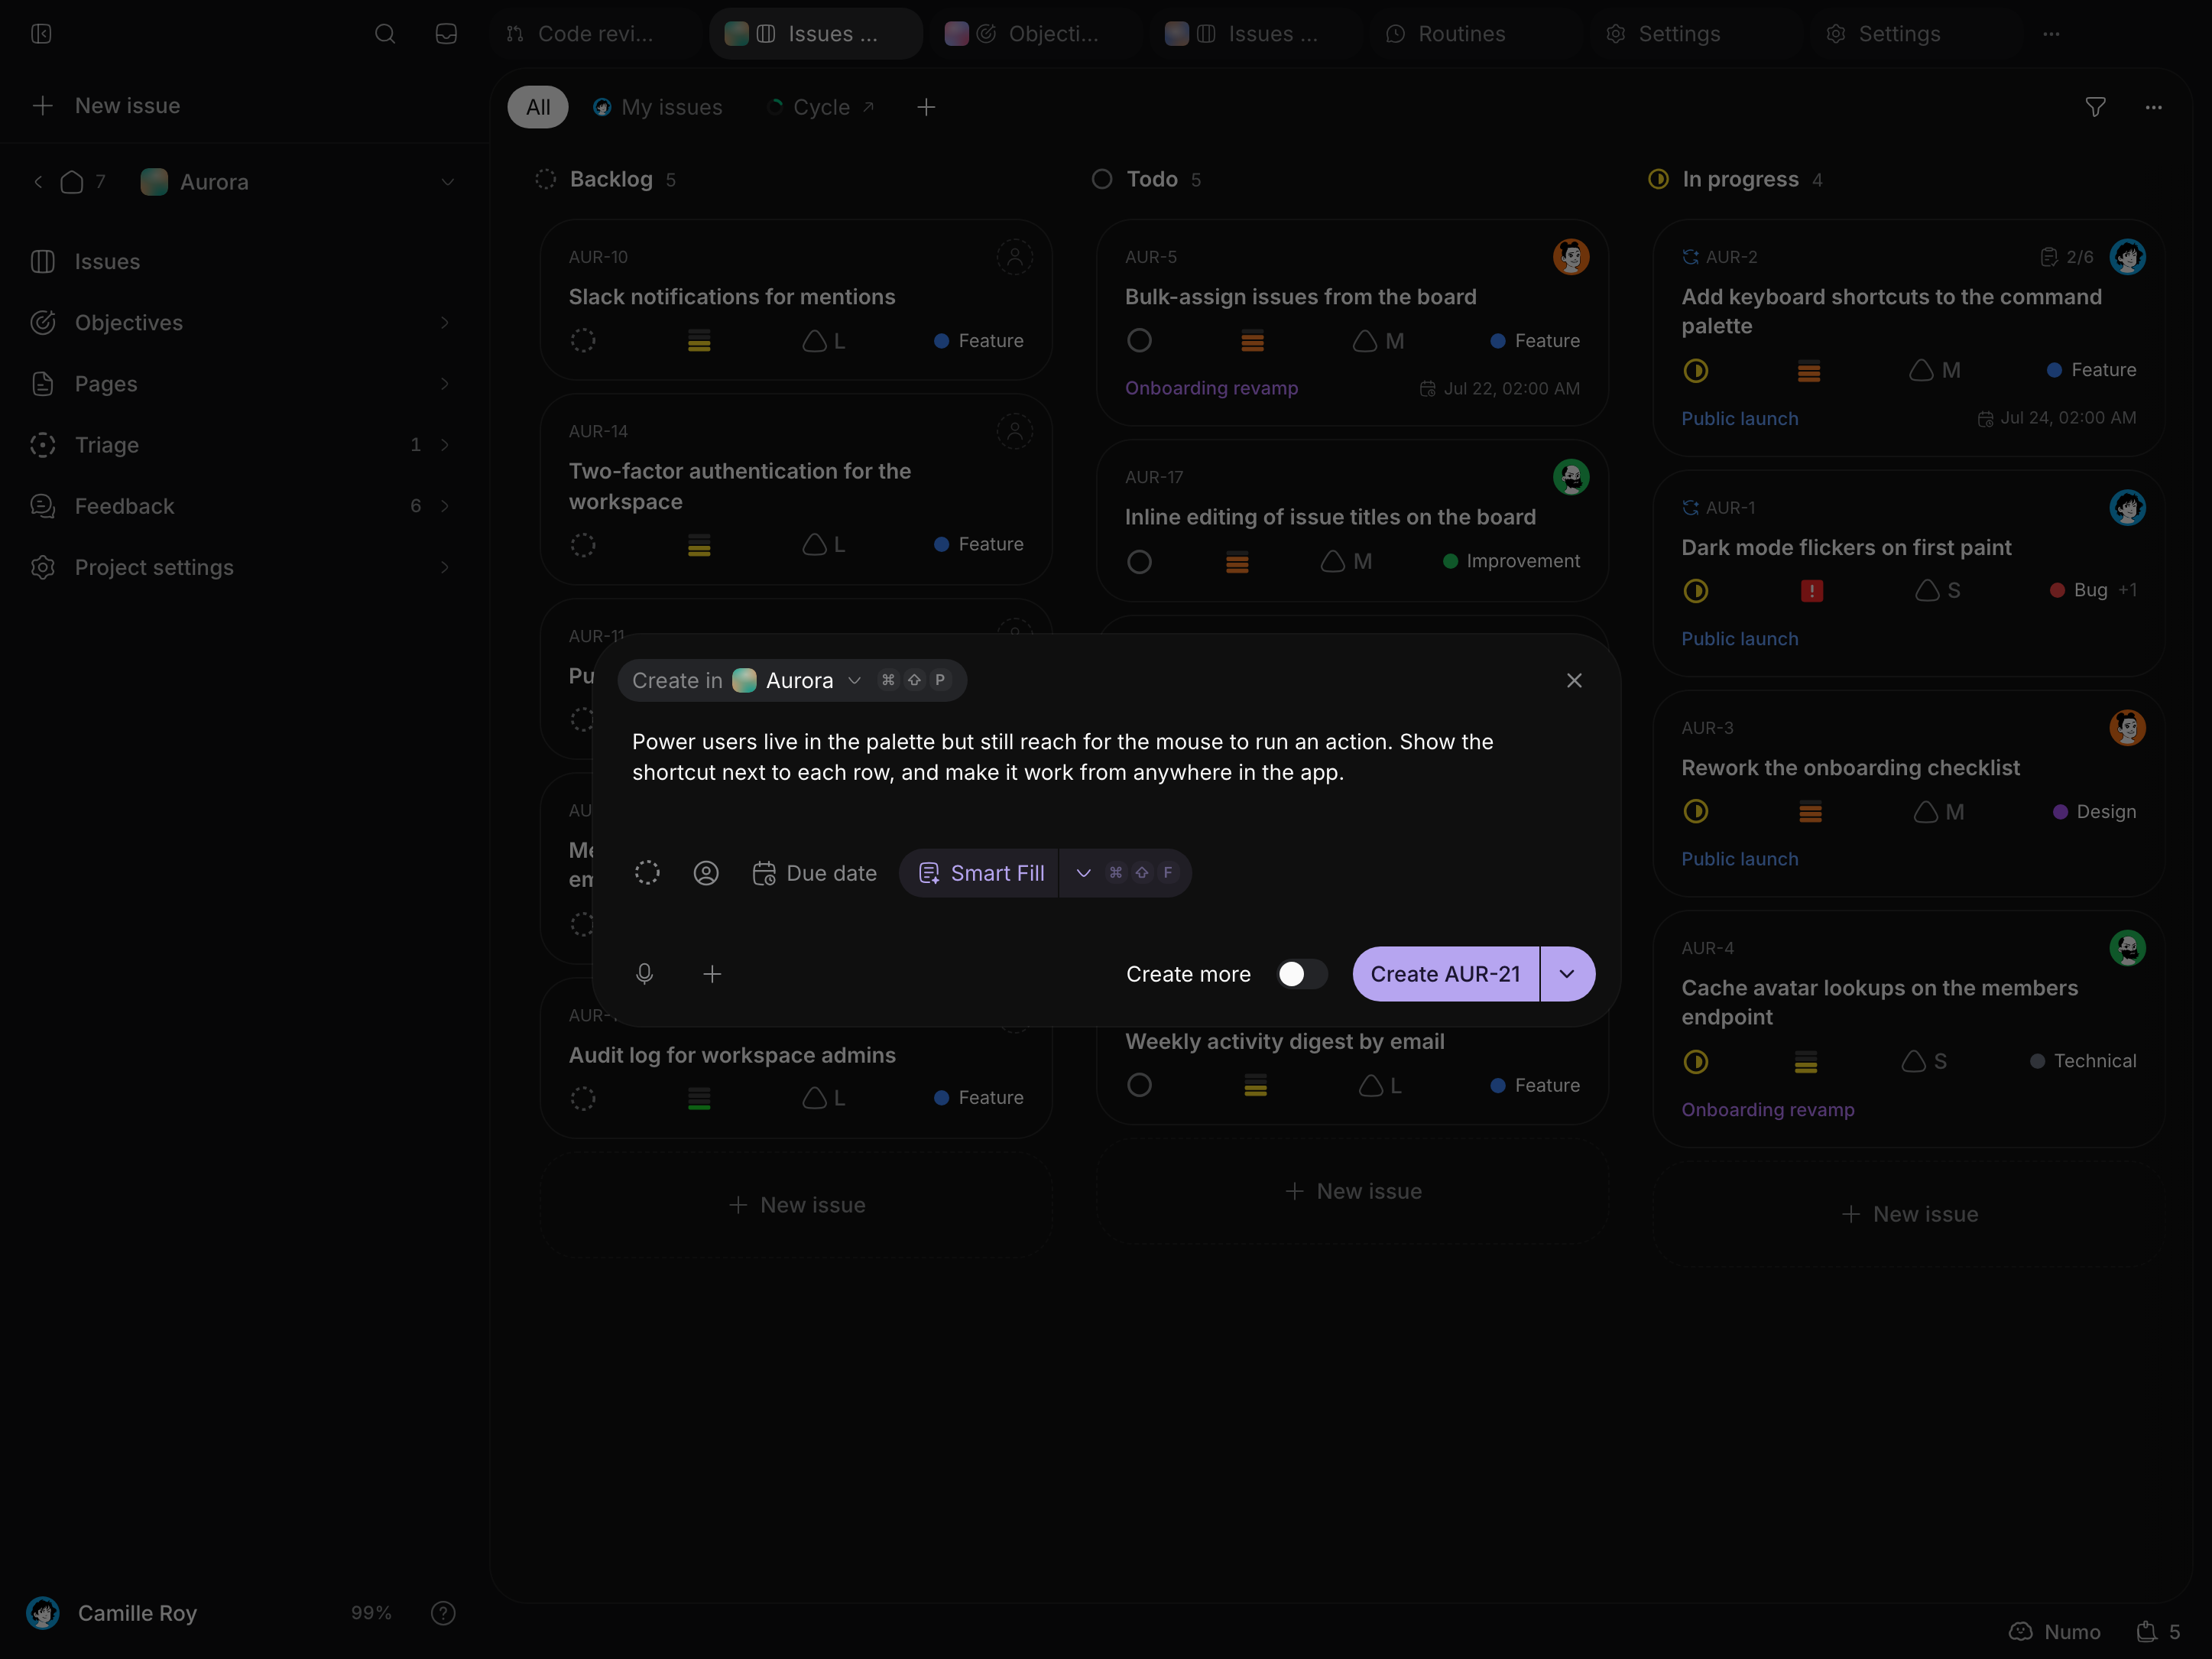 Code revi...
Issues ...
Objecti...
Issues ...
Routines
Settings
Settings
New issue
7
Aurora
Issues
Objectives
Pages
Triage
1
Feedback
6
Project settings
All
My issues
Cycle
Backlog 5
AUR-10
Slack notifications for mentions
L
Feature
AUR-14
Two-factor authentication for the
workspace
L
Feature
AUR-11
Audit log for workspace admins
L
Feature
New issue
Todo 5
AUR-5
Bulk-assign issues from the board
M
Feature
Onboarding revamp
Jul 22, 02:00 AM
AUR-17
Inline editing of issue titles on the board
M
Improvement
Weekly activity digest by email
L
Feature
New issue
In progress 4
AUR-2
2/6
Add keyboard shortcuts to the command
palette
M
Feature
Public launch
Jul 24, 02:00 AM
AUR-1
Dark mode flickers on first paint
S
Bug +1
Public launch
AUR-3
Rework the onboarding checklist
M
Design
Public launch
AUR-4
Cache avatar lookups on the members
endpoint
S
Technical
Onboarding revamp
New issue
Create in Aurora ⌘ ⇧ P
Power users live in the palette but still reach for the mouse to run an action. Show the
shortcut next to each row, and make it work from anywhere in the app.
Due date
Smart Fill
⌘ ⇧ F
Create more
Create AUR-21
Camille Roy
99%
Numo
5